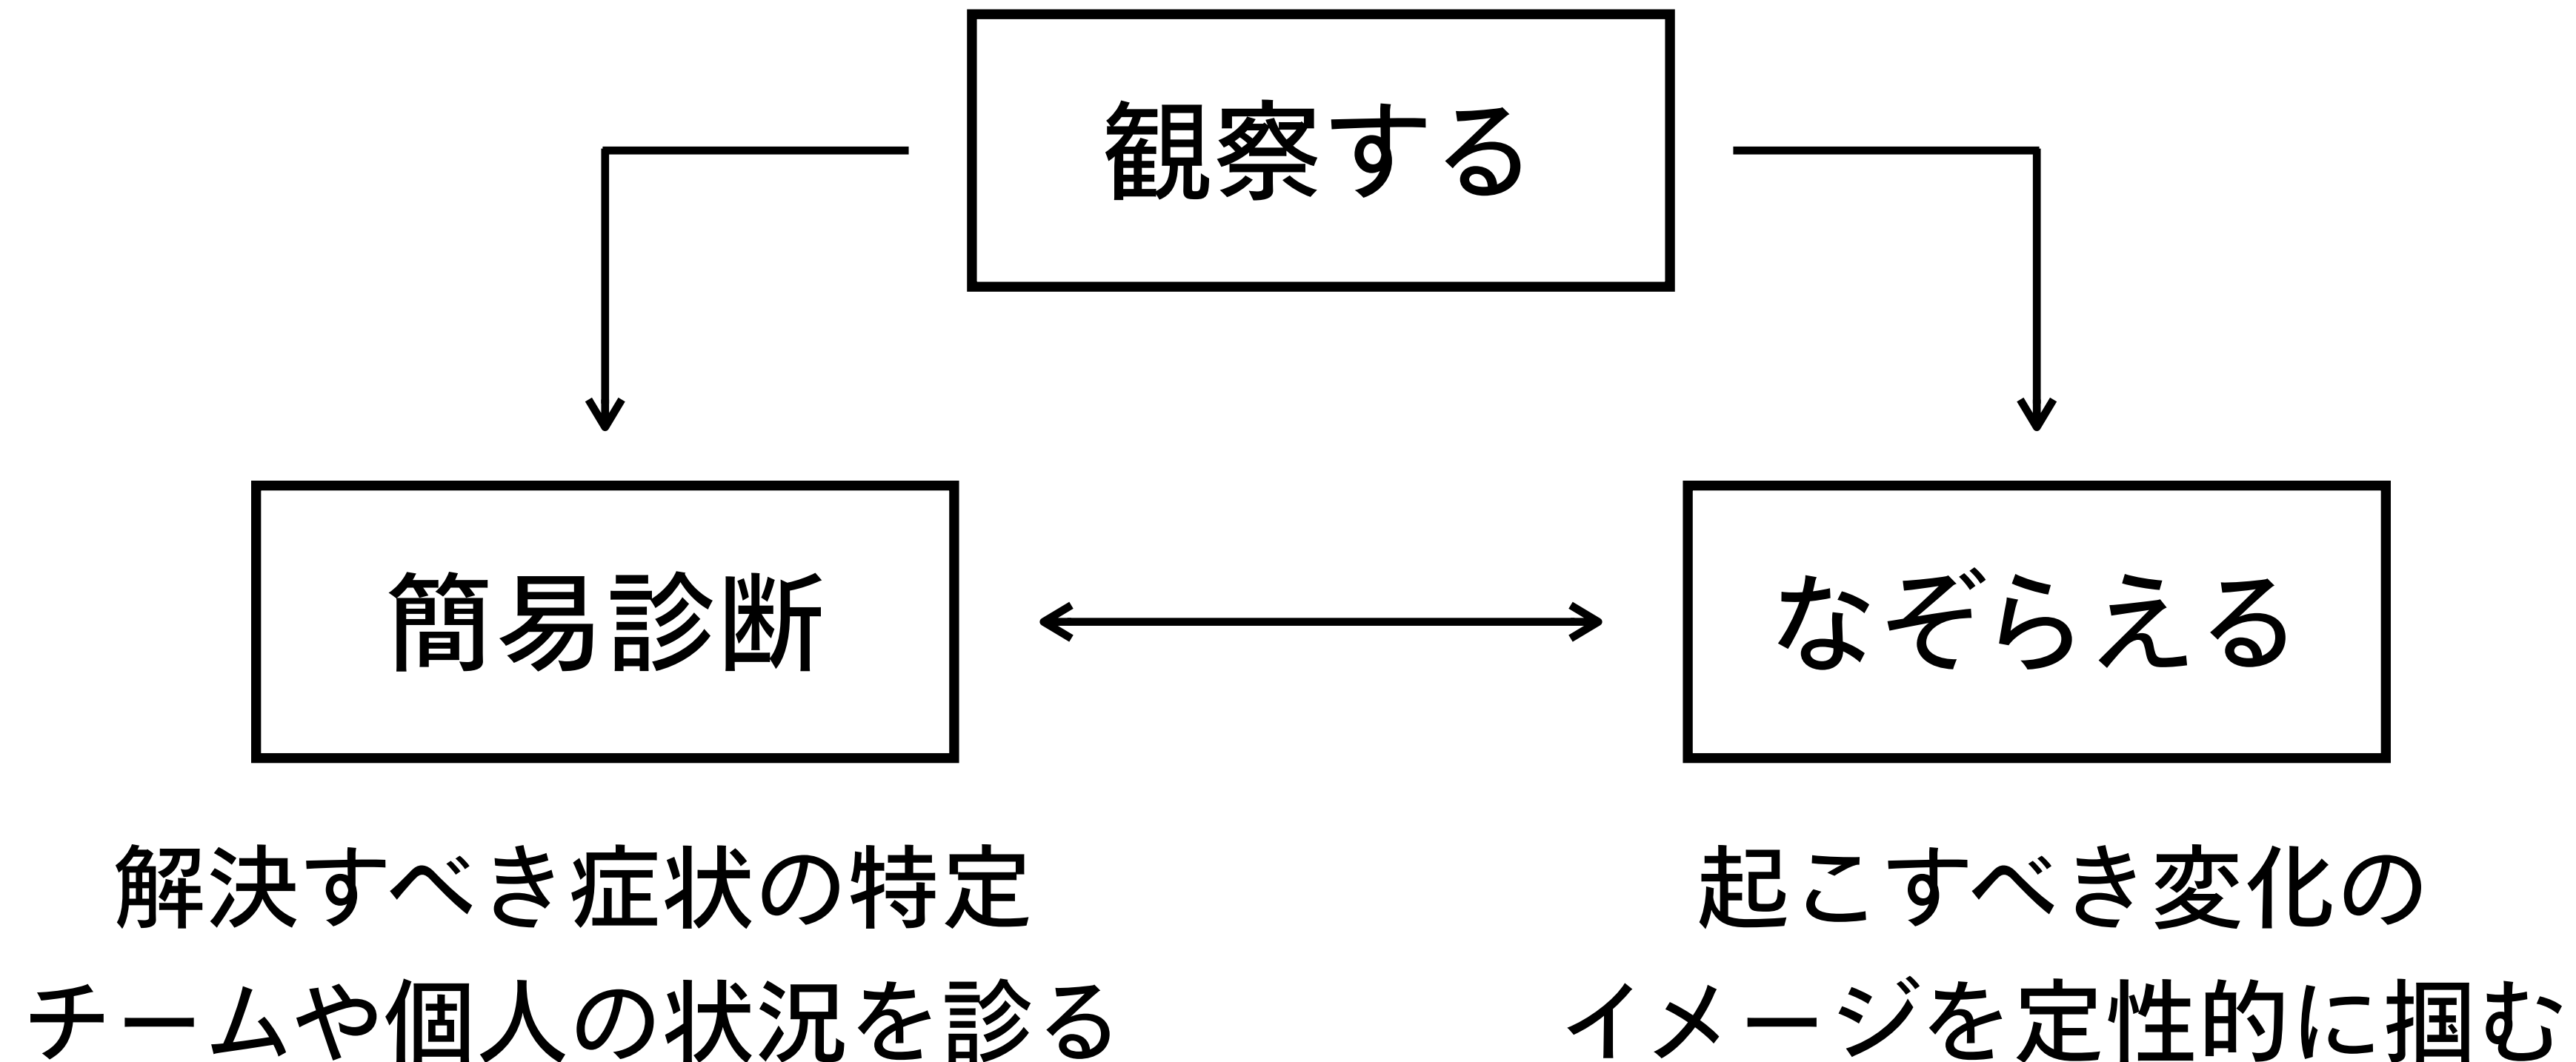 観察する
簡易診断
なぞらえる
解決すべき症状の特定
チームや個人の状況を診る
起こすべき変化の
イメージを定性的に掴む